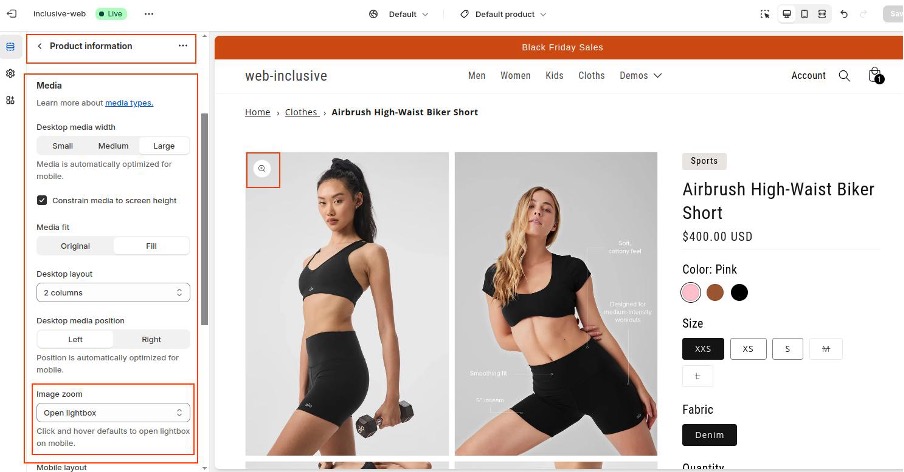 inclusive-web
Live
Default
Default product
Sav
Product information
Media
Learn more about media types.
Desktop media width
Small Medium Large
Media is automatically optimized for
mobile.
Constrain media to screen height
Media fit
Original Fill
Desktop layout
2 columns
Desktop media position
Left Right
Position is automatically optimized for
mobile.
Image zoom
Open lightbox
Click and hover defaults to open lightbox
on mobile.
Mobile layout
Black Friday Sales
web-inclusive
Men Women Kids Cloths Demos
Account
1
Home › Clothes › Airbrush High-Waist Biker Short
Soft,
Designed for
medium-intensity
workouts.
Smoothing fit
Sports
Airbrush High-Waist Biker
Short
$400.00 USD
Color: Pink
Size
XXS XS S M
L
Fabric
Denim
Quantity